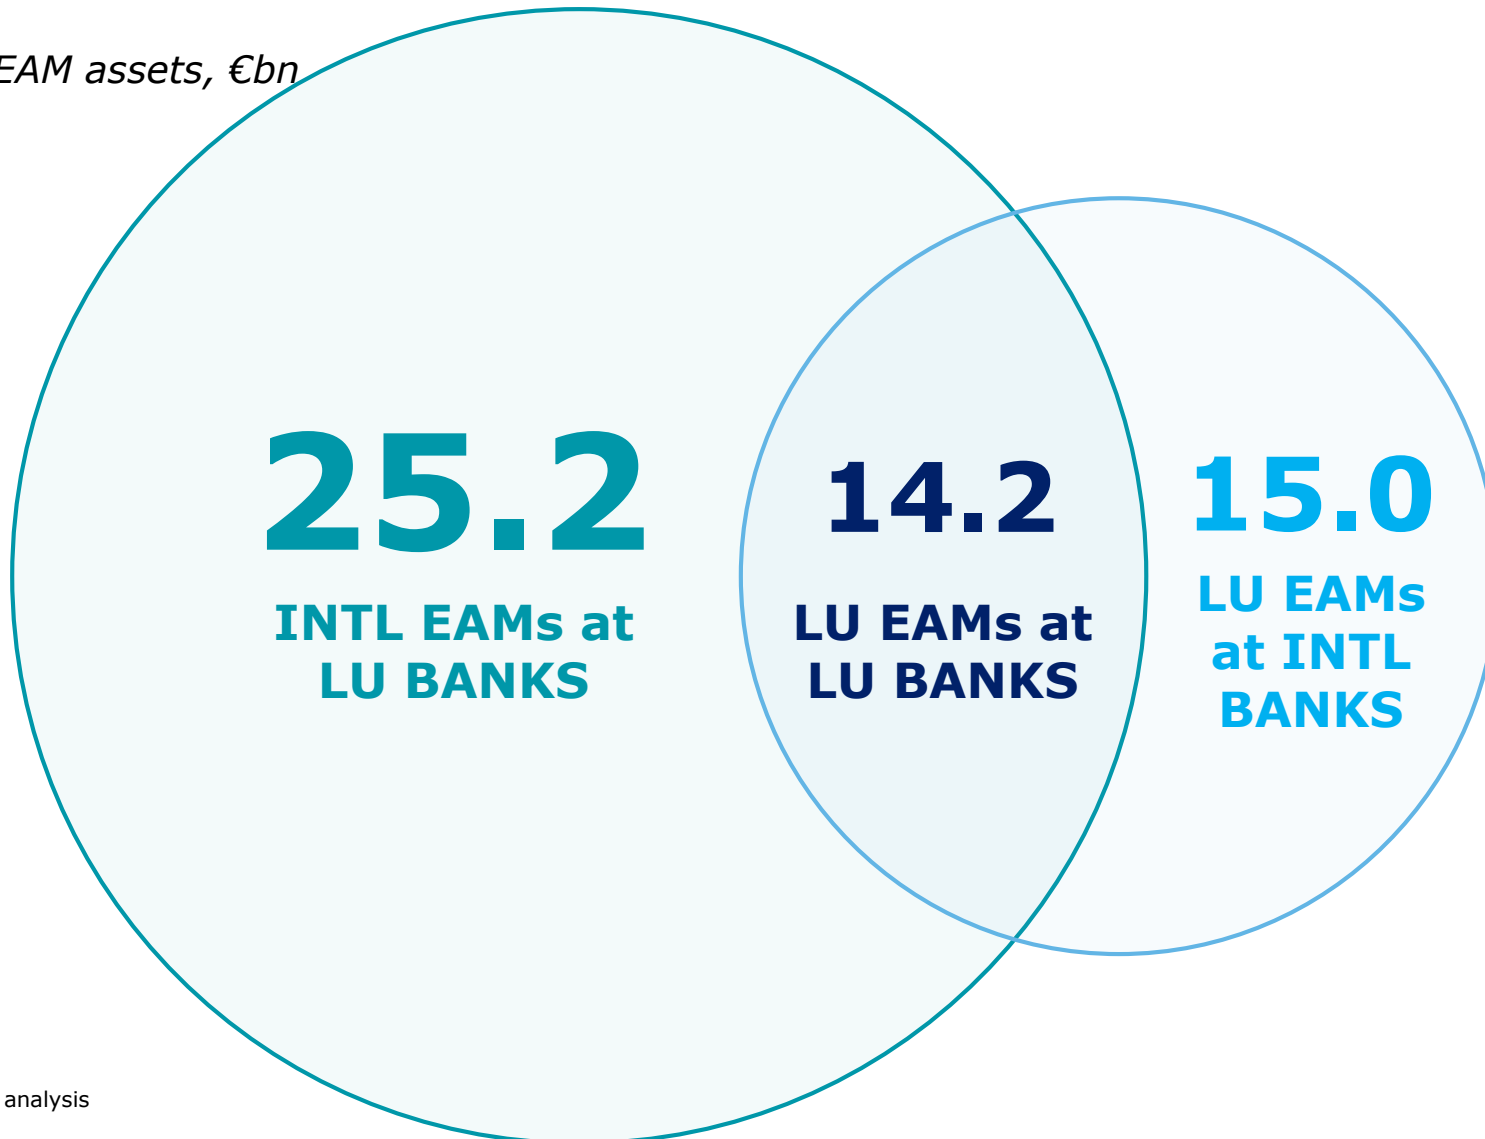 EAM assets, €bn
25.2
INTL EAMs at
LU BANKS
14.2
LU EAMs at
LU BANKS
15.0
LU EAMs
at INTL
BANKS
analysis